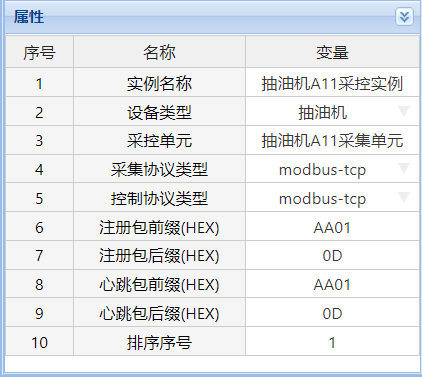 属性
序号 名称 变量
1 实例名称 抽油机A11采控实例
2 设备类型 抽油机
3 采控单元 抽油机A11采集单元
4 采集协议类型 modbus-tcp
5 控制协议类型 modbus-tcp
6 注册包前缀(HEX) AA01
7 注册包后缀(HEX) 0D
8 心跳包前缀(HEX) AA01
9 心跳包后缀(HEX) 0D
10 排序序号 1